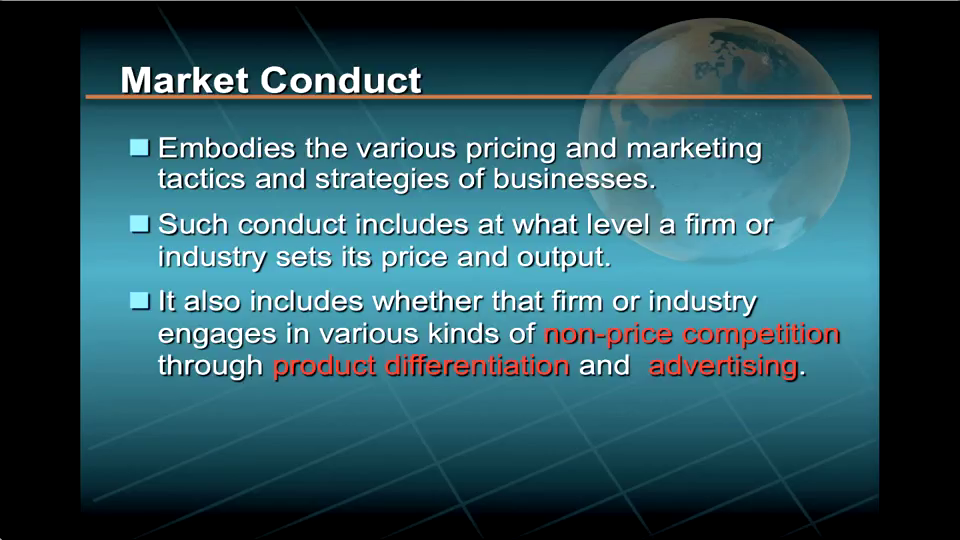 Market Conduct
Embodies the various pricing and marketing
tactics and strategies of businesses.
Such conduct includes at what level a firm or
industry sets its price and output.
It also includes whether that firm or industry
engages in various kinds of non-price competition
through product differentiation and advertising.